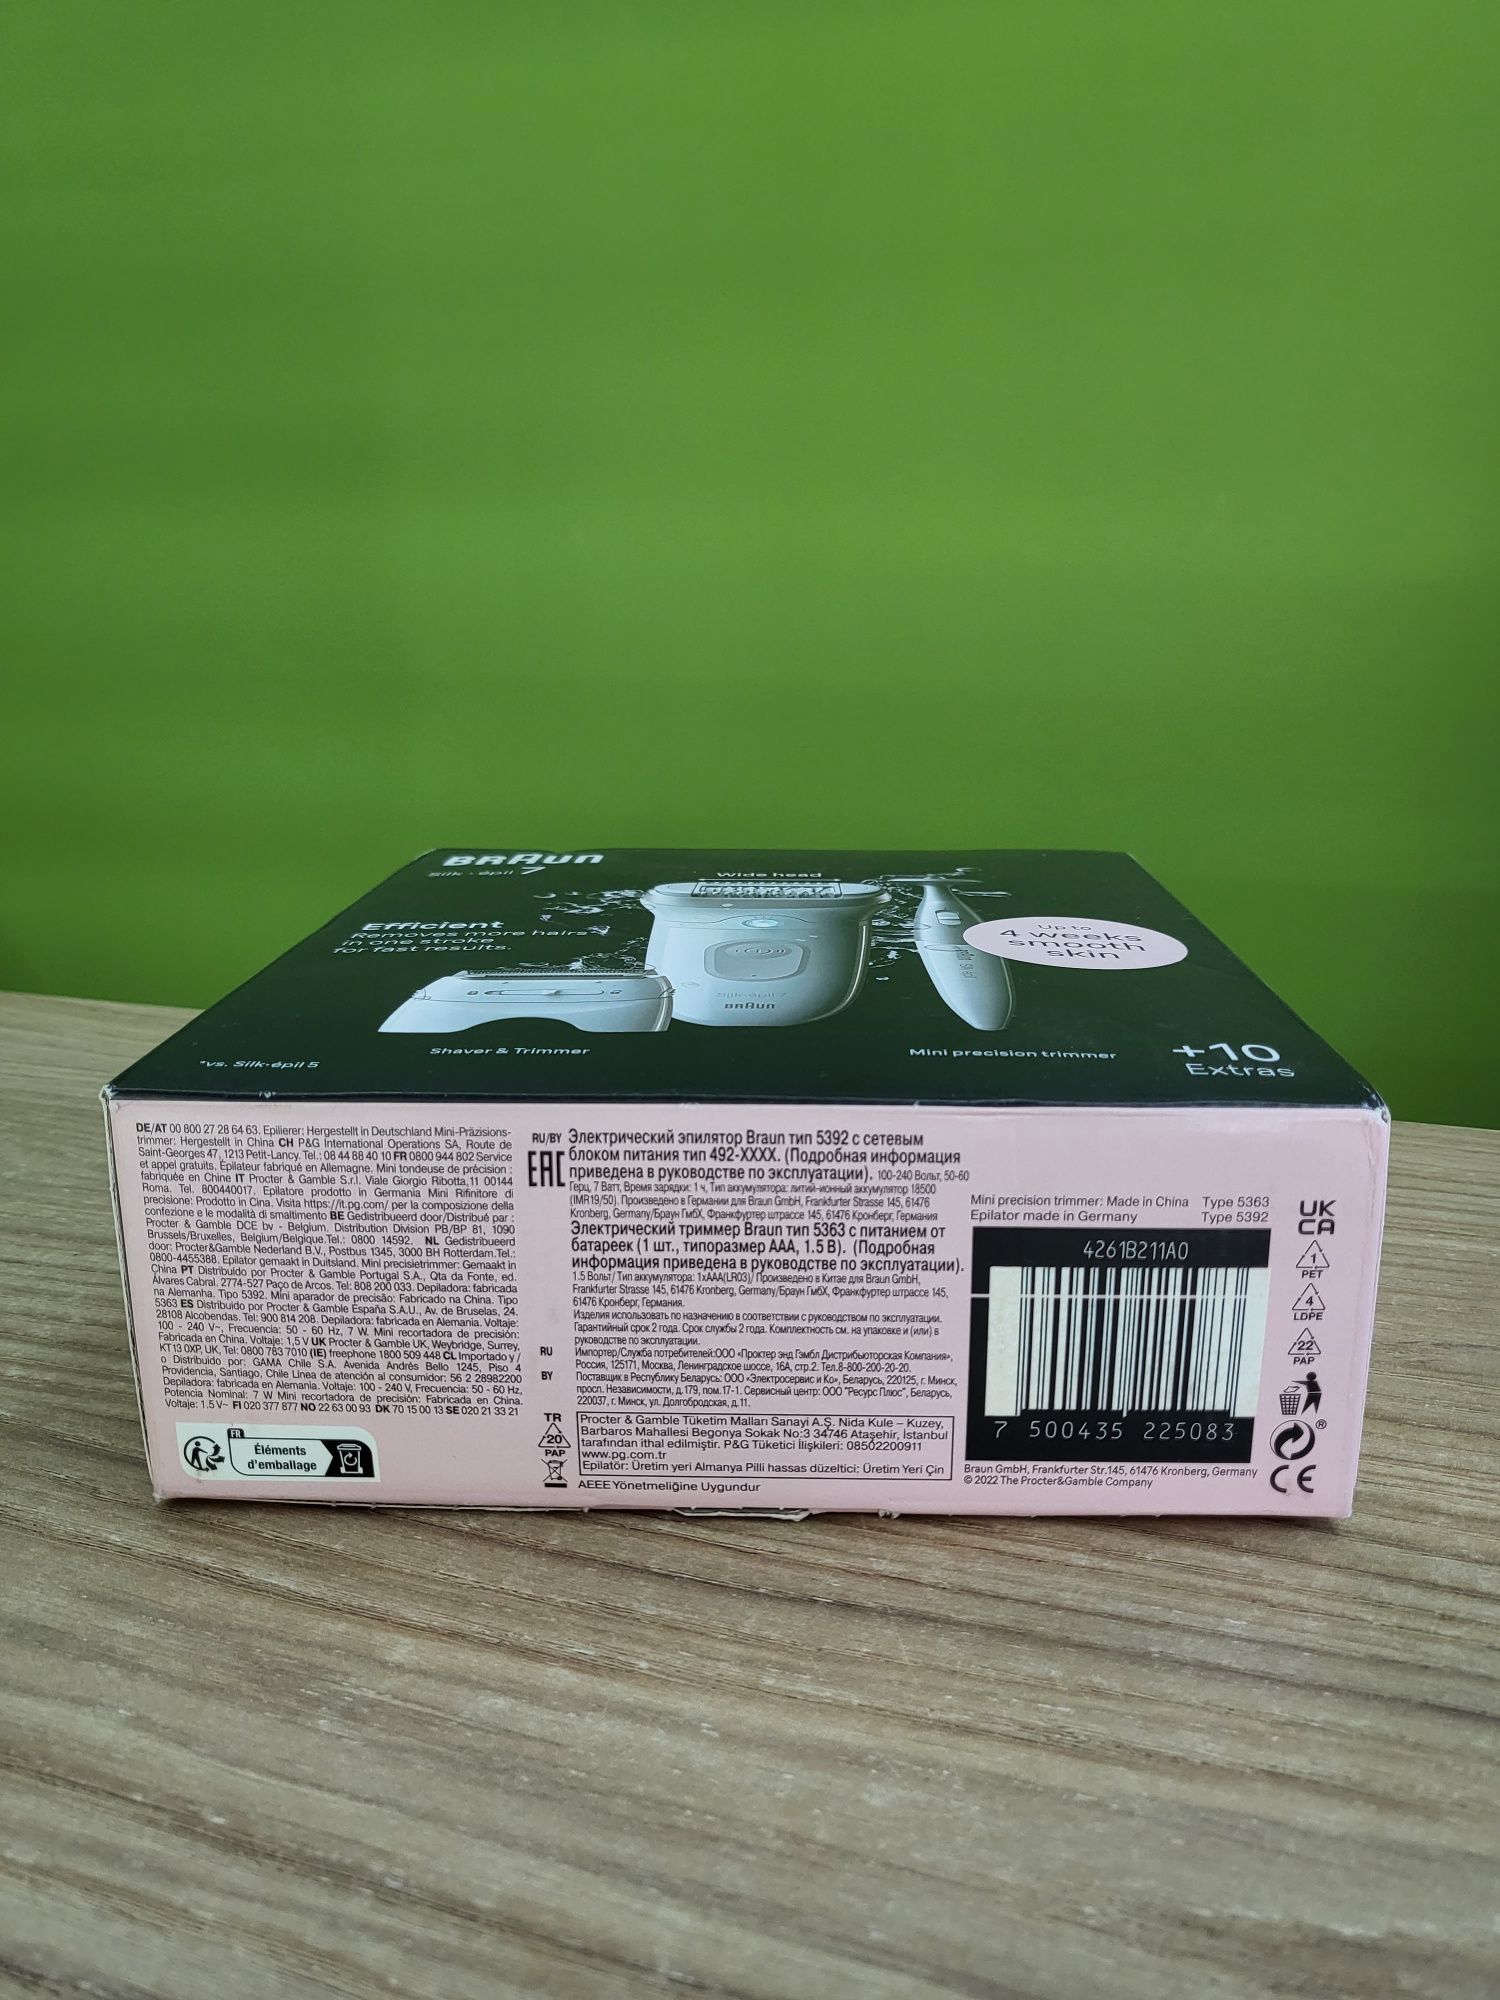 BRAUN
Silk·épil 7
Wide head
Efficient
Removes more hairs
in one stroke
for fast results.
Up to
4 weeks
smooth
skin
Silk·épil 7
BRAUN
*vs. Silk-épil 5
Shaver & Trimmer
Mini precision trimmer
+10
Extras
DE/AT 00 800 27 28 64 63. Epilierer: Hergestellt in Deutschland Mini-Präzisions-
trimmer: Hergestellt in China CH P&G International Operations SA, Route de
Saint-Georges 47, 1213 Petit-Lancy. Tel.: 08 44 88 40 10 FR 0800 944 802 Service
et appel gratuits. Épilateur fabriqué en Allemagne. Mini tondeuse de précision :
fabriquée en Chine IT Procter & Gamble S.r.l. Viale Giorgio Ribotta, 11 00144
Roma. Tel. 800440017. Epilatore prodotto in Germania Mini Rifinitore di
precisione: Prodotto in Cina. Visita https://it.pg.com/ per la composizione della
confezione e le modalità di smaltimento BE Gedistribueerd door/Distribué par :
Procter & Gamble DCE bv - Belgium, Distribution Division PB/BP 81, 1090
Brussels/Bruxelles, Belgium/Belgique.Tel.: 0800 14592. NL Gedistribueerd
door: Procter&Gamble Nederland B.V., Postbus 1345, 3000 BH Rotterdam.Tel.:
0800-4455388. Epilator gemaakt in Duitsland. Mini precisietrimmer: Gemaakt in
China PT Distribuído por Procter & Gamble Portugal S.A., Qta da Fonte, ed.
Álvares Cabral. 2774-527 Paço de Arcos. Tel: 808 200 033. Depiladora: fabricada
na Alemanha. Tipo 5392. Mini aparador de precisão: Fabricado na China. Tipo
5363 ES Distribuido por Procter & Gamble España S.A.U., Av. de Bruselas, 24.
28108 Alcobendas. Tel: 900 814 208. Depiladora: fabricada en Alemania. Voltaje:
100 - 240 V~, Frecuencia: 50 - 60 Hz, 7 W. Mini recortadora de precisión:
Fabricada en China. Voltaje: 1,5 V UK Procter & Gamble UK, Weybridge, Surrey,
KT13 0XP, UK, Tel: 0800 783 7010 (IE) freephone 1800 509 448 CL Importado y /
o Distribuido por: GAMA Chile S.A. Avenida Andrés Bello 1245, Piso 4
Providencia, Santiago, Chile Linea de atención al consumidor: 56 2 28982200
Depiladora: fabricada en Alemania. Voltaje: 100 - 240 V, Frecuencia: 50 - 60 Hz,
Potencia Nominal: 7 W Mini recortadora de precisión: Fabricada en China.
Voltaje: 1.5 V~ FI 020 377 877 NO 22 63 00 93 DK 70 15 00 13 SE 020 21 33 21
FR
Éléments
d'emballage
RU/BY Электрический эпилятор Braun тип 5392 с сетевым
EAC блоком питания тип 492-XXXX. (Подробная информация
приведена в руководстве по эксплуатации). 100-240 Вольт, 50-60
Герц, 7 Ватт, Время зарядки: 1 ч, Тип аккумулятора: литий-ионный аккумулятор 18500
(IMR19/50). Произведено в Германии для Braun GmbH, Frankfurter Strasse 145, 61476
Kronberg, Germany/Браун ГмбХ, Франкфуртер штрассе 145, 61476 Кронберг, Германия
Электрический триммер Braun тип 5363 с питанием от
батареек (1 шт., типоразмер AAA, 1.5 В). (Подробная
информация приведена в руководстве по эксплуатации).
1.5 Вольт/ Тип аккумулятора: 1xAAA(LR03)/ Произведено в Китае для Braun GmbH,
Frankfurter Strasse 145, 61476 Kronberg, Germany/Браун ГмбХ, Франкфуртер штрассе 145,
61476 Кронберг, Германия.
Изделия использовать по назначению в соответствии с руководством по эксплуатации.
Гарантийный срок 2 года. Срок службы 2 года. Комплектность см. на упаковке и (или) в
руководстве по эксплуатации.
RU Импортер/Служба потребителей:ООО «Проктер энд Гэмбл Дистрибьюторская Компания»,
Россия, 125171, Москва, Ленинградское шоссе, 16А, стр.2. Тел.8-800-200-20-20.
BY Поставщик в Республику Беларусь: ООО «Электросервис и Ко», Беларусь, 220125, г. Минск,
просп. Независимости, д. 179, пом. 17-1. Сервисный центр: ООО "Ресурс Плюс", Беларусь,
220037, г. Минск, ул. Долгобродская, д.11.
TR
20
PAP
Procter & Gamble Tüketim Malları Sanayi A.Ş. Nida Kule – Kuzey,
Barbaros Mahallesi Begonya Sokak No:3 34746 Ataşehir, İstanbul
tarafından ithal edilmiştir. P&G Tüketici İlişkileri: 08502200911
www.pg.com.tr
Epilatör: Üretim yeri Almanya Pilli hassas düzeltici: Üretim Yeri Çin
AEEE Yönetmeliğine Uygundur
Mini precision trimmer: Made in China Type 5363
Epilator made in Germany Type 5392
4261B211A0
7 500435 225083
Braun GmbH, Frankfurter Str.145, 61476 Kronberg, Germany
© 2022 The Procter&Gamble Company
UK
CA
1
PET
4
LDPE
22
PAP
®
CE